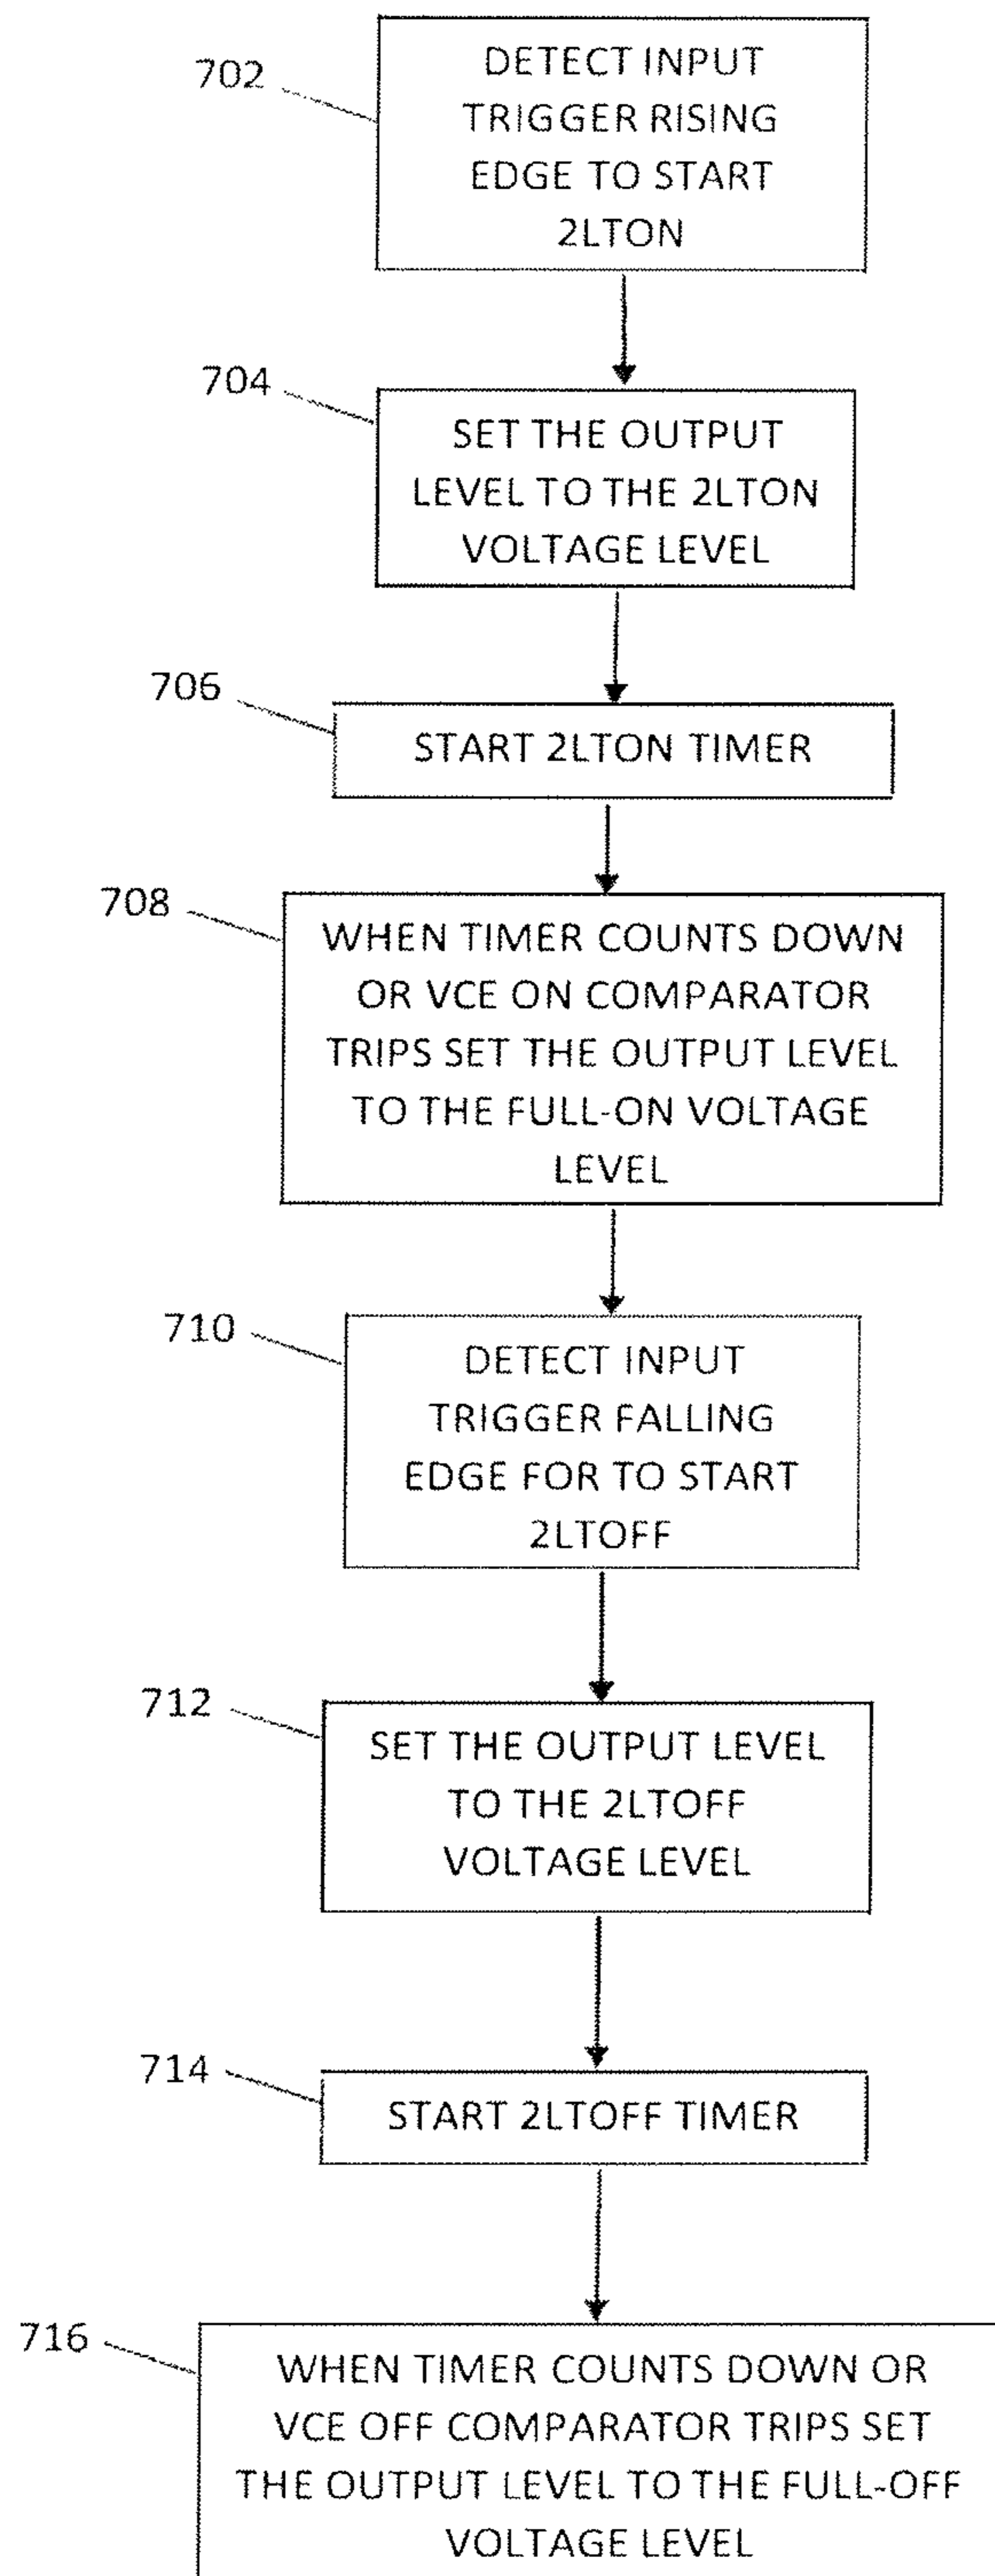 702
DETECT INPUT
TRIGGER RISING
EDGE TO START
2LTON
704
SET THE OUTPUT
LEVEL TO THE 2LTON
VOLTAGE LEVEL
706
START 2LTON TIMER
708
WHEN TIMER COUNTS DOWN
OR VCE ON COMPARATOR
TRIPS SET THE OUTPUT LEVEL
TO THE FULL-ON VOLTAGE
LEVEL
710
DETECT INPUT
TRIGGER FALLING
EDGE FOR TO START
2LTOFF
712
SET THE OUTPUT LEVEL
TO THE 2LTOFF
VOLTAGE LEVEL
714
START 2LTOFF TIMER
716
WHEN TIMER COUNTS DOWN OR
VCE OFF COMPARATOR TRIPS SET
THE OUTPUT LEVEL TO THE FULL-OFF
VOLTAGE LEVEL